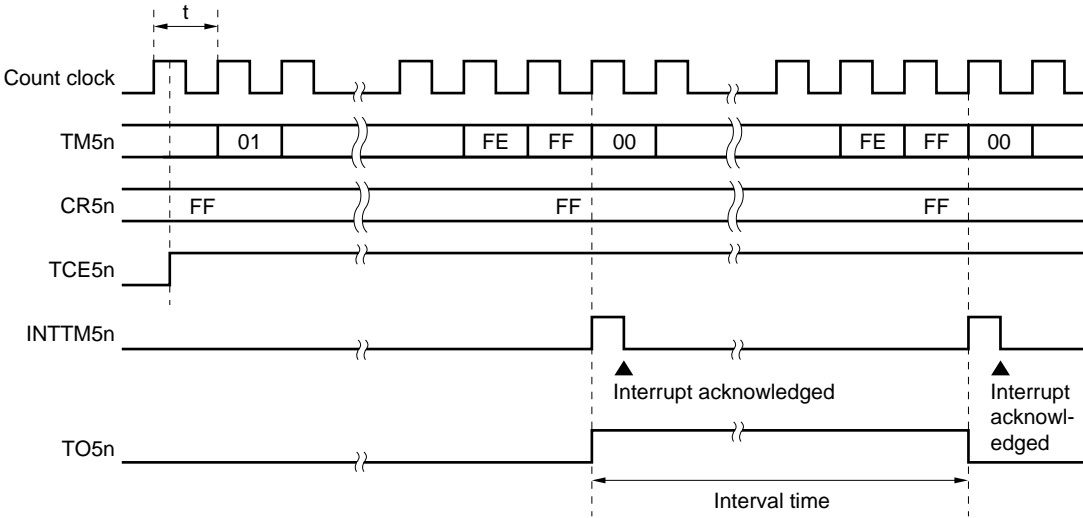 t
Count clock
TM5n 01 FE FF 00 FE FF 00
CR5n FF FF FF
TCE5n
INTTM5n
Interrupt acknowledged
Interrupt
acknowl-
edged
TO5n
Interval time